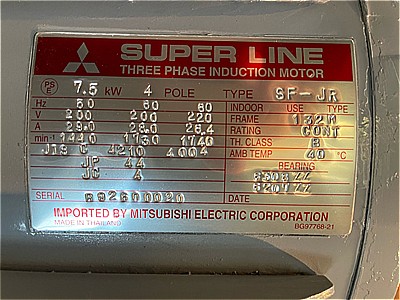 SUPER LINE
THREE PHASE INDUCTION MOTOR
PS E 7.5 kW 4 POLE TYPE SF-JR
Hz 50 60 60 INDOOR USE TYPE
V 200 200 220 FRAME 132M
A 29.0 28.0 26.4 RATING CONT
min-1 1440 1130 1740 TH. CLASS B
JIS 4210 4004 AMB TEMP 40 °C
JP 44 BEARING
JC 4 6308ZZ
5207ZZ
SERIAL
DATE
IMPORTED BY MITSUBISHI ELECTRIC CORPORATION
MADE IN THAILAND BG97768-21